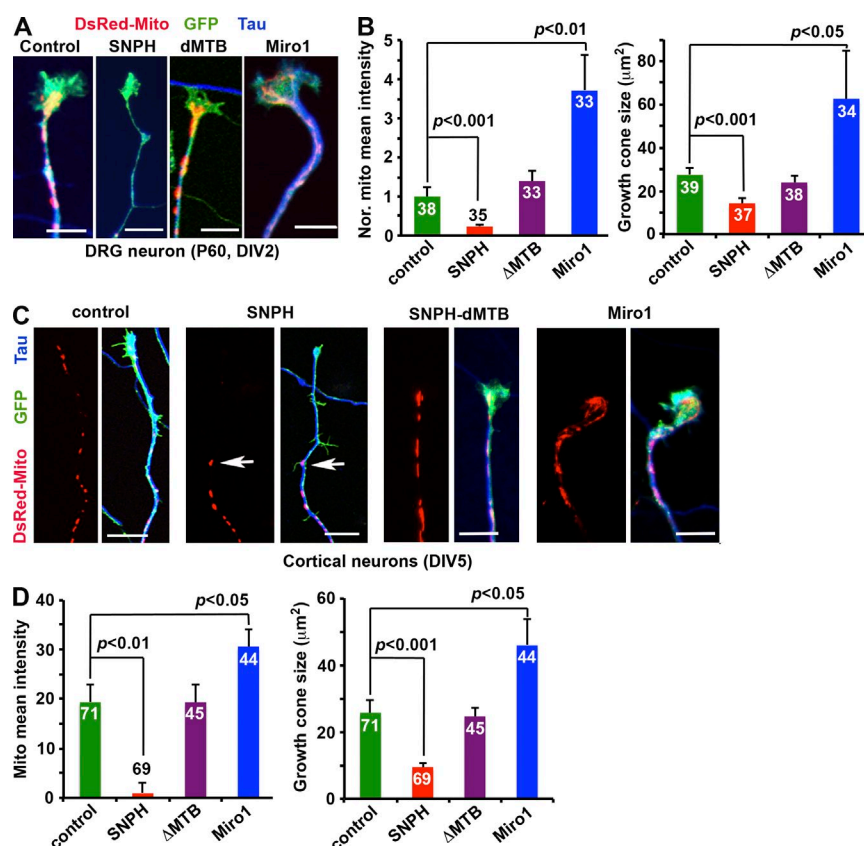 A
DsRed-Mito GFP Tau
Control SNPH dMTB Miro1
DRG neuron (P60, DIV2)
B
Nor. mito mean intensity
5
4
3
2
1
0
p<0.01
p<0.001
38
35
33
33
control
SNPH
ΔMTB
Miro1
Growth cone size (μm²)
80
60
40
20
0
p<0.05
p<0.001
39
37
38
34
control
SNPH
ΔMTB
Miro1
C
control SNPH SNPH-dMTB Miro1
DsRed-Mito GFP Tau
Cortical neurons (DIV5)
D
Mito mean intensity
40
30
20
10
0
p<0.05
p<0.01
71
69
45
44
control
SNPH
ΔMTB
Miro1
Growth cone size (μm²)
60
40
20
0
p<0.05
p<0.001
71
69
45
44
control
SNPH
ΔMTB
Miro1